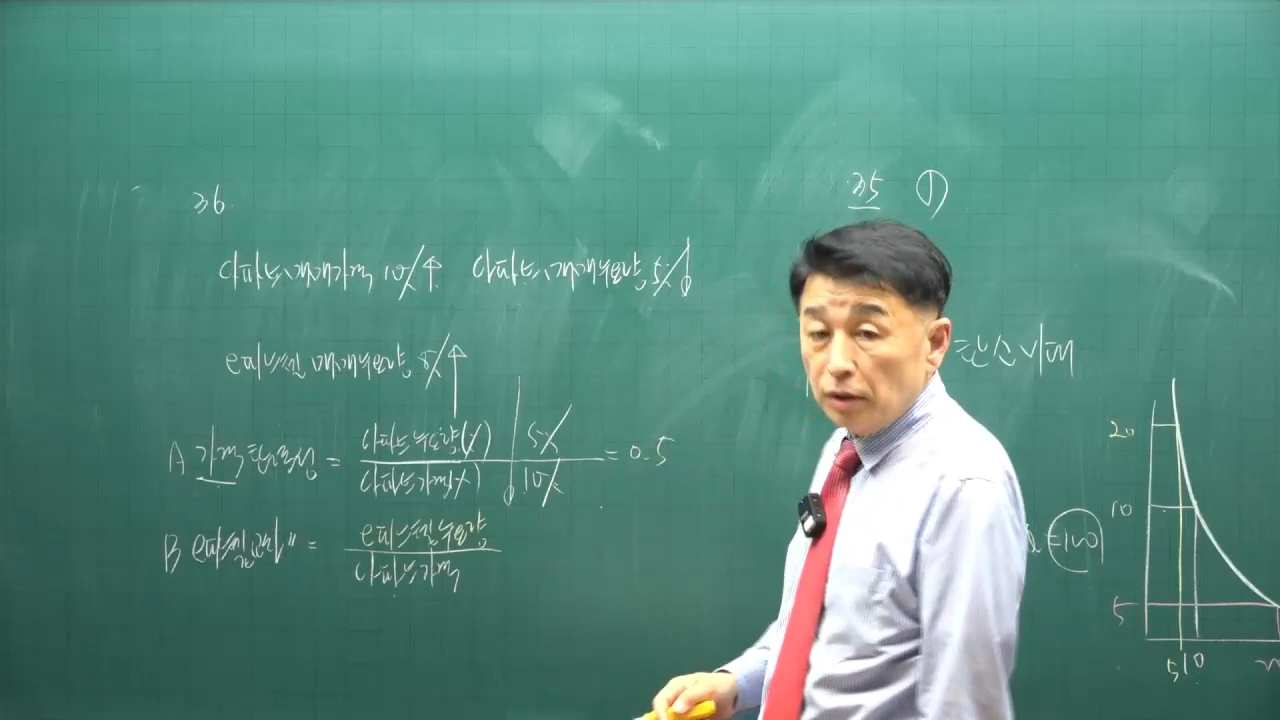 36
아파트매매가격 10%↑ 아파트매매수요량 5%↓
오피스텔 매매수요량 8%↑
A 가격탄력성 = 아파트수요량(%) / 아파트가격(%) 5% / 10% = 0.5
B 오피스텔교차 " = 오피스텔수요량 / 아파트가격
35 ①
20
10
100
5
5 10